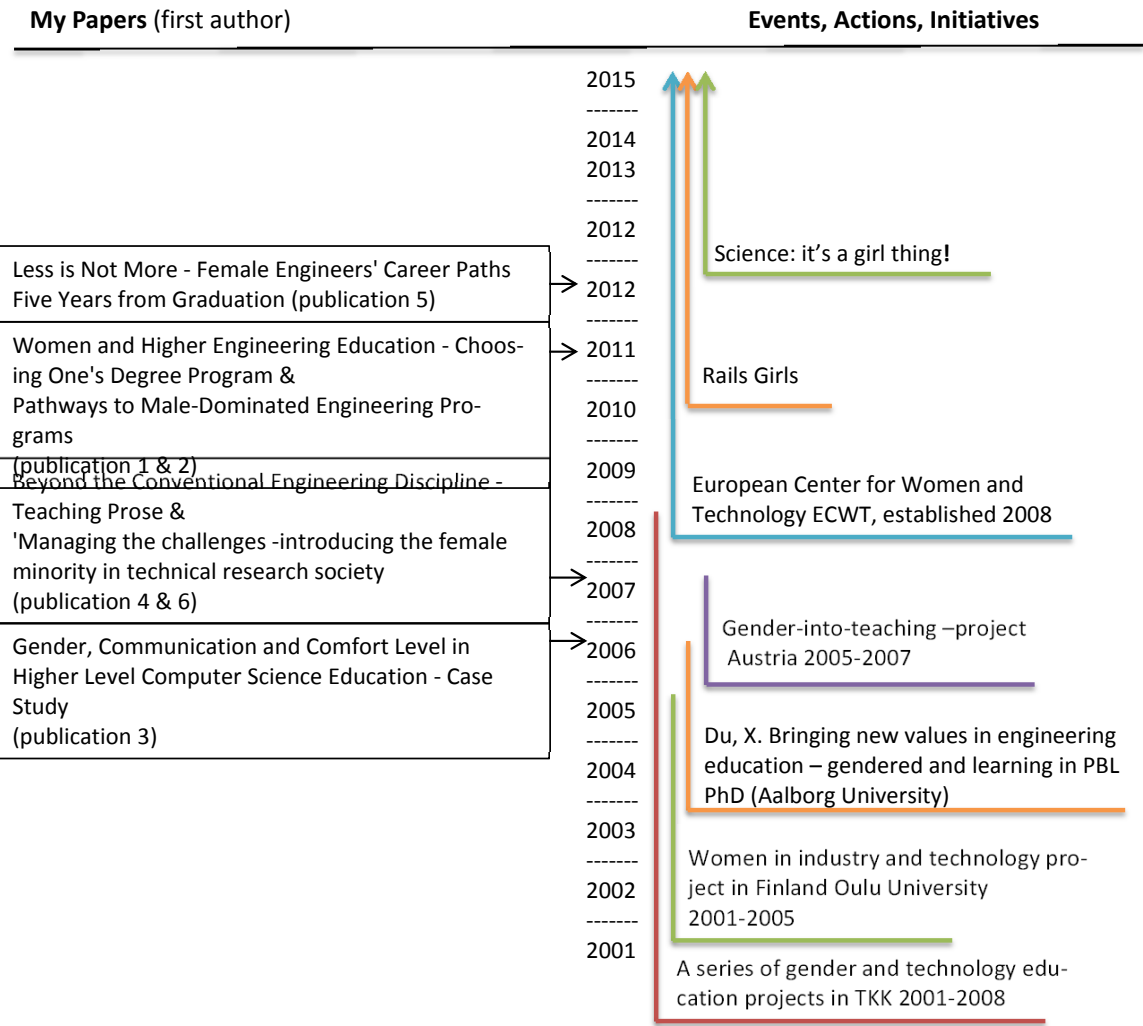 My Papers (first author)
Events, Actions, Initiatives
2015
-------
2014
2013
-------
2012
-------
2012
-------
2011
-------
2010
-------
2009
-------
2008
-------
2007
-------
2006
-------
2005
-------
2004
-------
2003
-------
2002
-------
2001
Less is Not More - Female Engineers' Career Paths
Five Years from Graduation (publication 5)
Women and Higher Engineering Education - Choos-
ing One's Degree Program &
Pathways to Male-Dominated Engineering Pro-
grams
(publication 1 & 2)
Beyond the Conventional Engineering Discipline -
Teaching Prose &
'Managing the challenges -introducing the female
minority in technical research society
(publication 4 & 6)
Gender, Communication and Comfort Level in
Higher Level Computer Science Education - Case
Study
(publication 3)
Science: it's a girl thing!
Rails Girls
European Center for Women and
Technology ECWT, established 2008
Gender-into-teaching –project
Austria 2005-2007
Du, X. Bringing new values in engineering
education – gendered and learning in PBL
PhD (Aalborg University)
Women in industry and technology pro-
ject in Finland Oulu University
2001-2005
A series of gender and technology edu-
cation projects in TKK 2001-2008